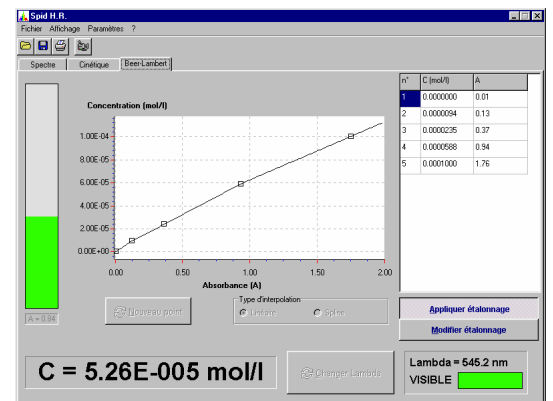 Spid H.R.
Fichier Affichage Paramètres ?
Spectre Cinétique Beer-Lambert
n° C (mol/l) A
1 0.0000000 0.01
2 0.0000094 0.13
3 0.0000235 0.37
4 0.0000588 0.94
5 0.0001000 1.76
Concentration (mol/l)
1.00E-04
8.00E-05
6.00E-05
4.00E-05
2.00E-05
0.00E+00
0.00 0.50 1.00 1.50 2.00
Absorbance (A)
A = 0.84
Nouveau point
Type d'interpolation
Linéaire Spline
Appliquer étalonnage
Modifier étalonnage
C = 5.26E-005 mol/l
Changer Lambda
Lambda = 545.2 nm
VISIBLE